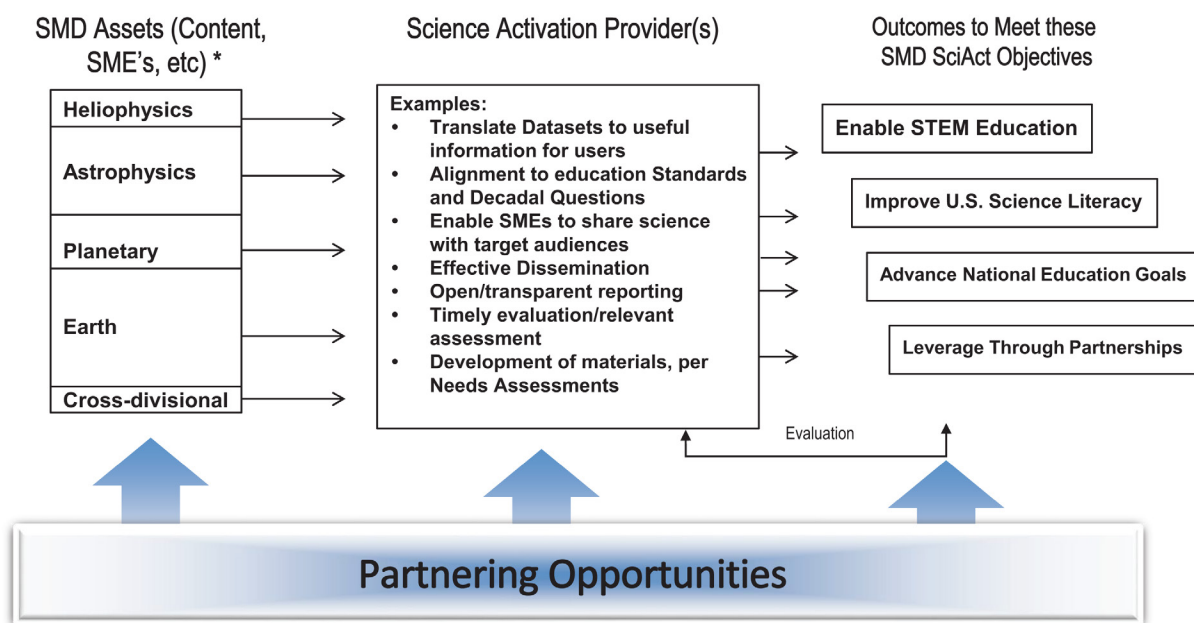 SMD Assets (Content,
SME's, etc) *
Heliophysics
Astrophysics
Planetary
Earth
Cross-divisional
Science Activation Provider(s)
Examples:
• Translate Datasets to useful
information for users
• Alignment to education Standards
and Decadal Questions
• Enable SMEs to share science
with target audiences
• Effective Dissemination
• Open/transparent reporting
• Timely evaluation/relevant
assessment
• Development of materials, per
Needs Assessments
Outcomes to Meet these
SMD SciAct Objectives
Enable STEM Education
Improve U.S. Science Literacy
Advance National Education Goals
Leverage Through Partnerships
Evaluation
Partnering Opportunities